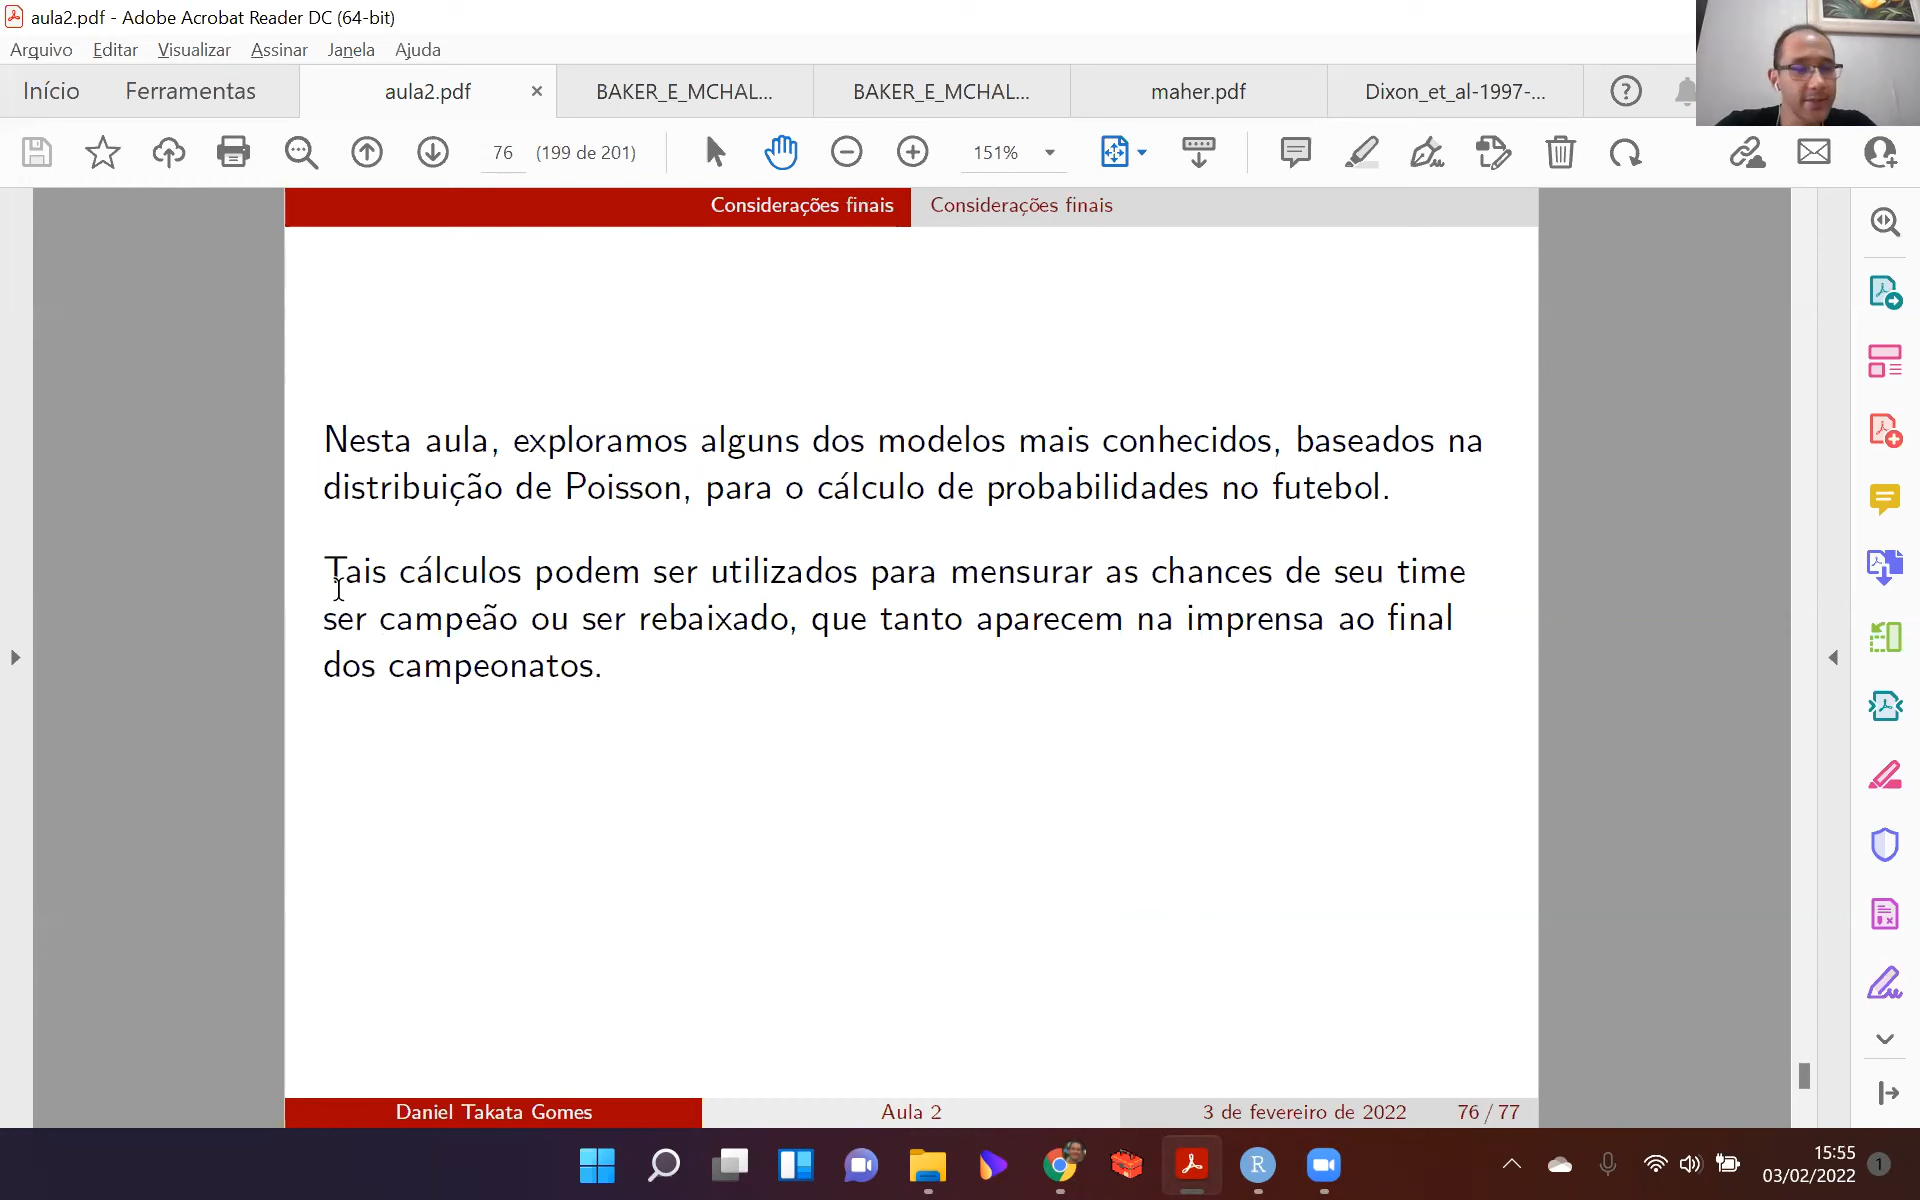 aula2.pdf - Adobe Acrobat Reader DC (64-bit)
Arquivo Editar Visualizar Assinar Janela Ajuda
Início Ferramentas aula2.pdf × BAKER_E_MCHAL... BAKER_E_MCHAL... maher.pdf Dixon_et_al-1997-...
76 (199 de 201) 151%
Considerações finais Considerações finais
Nesta aula, exploramos alguns dos modelos mais conhecidos, baseados na
distribuição de Poisson, para o cálculo de probabilidades no futebol.
Tais cálculos podem ser utilizados para mensurar as chances de seu time
ser campeão ou ser rebaixado, que tanto aparecem na imprensa ao final
dos campeonatos.
Daniel Takata Gomes Aula 2 3 de fevereiro de 2022 76 / 77
R
15:55
03/02/2022
1